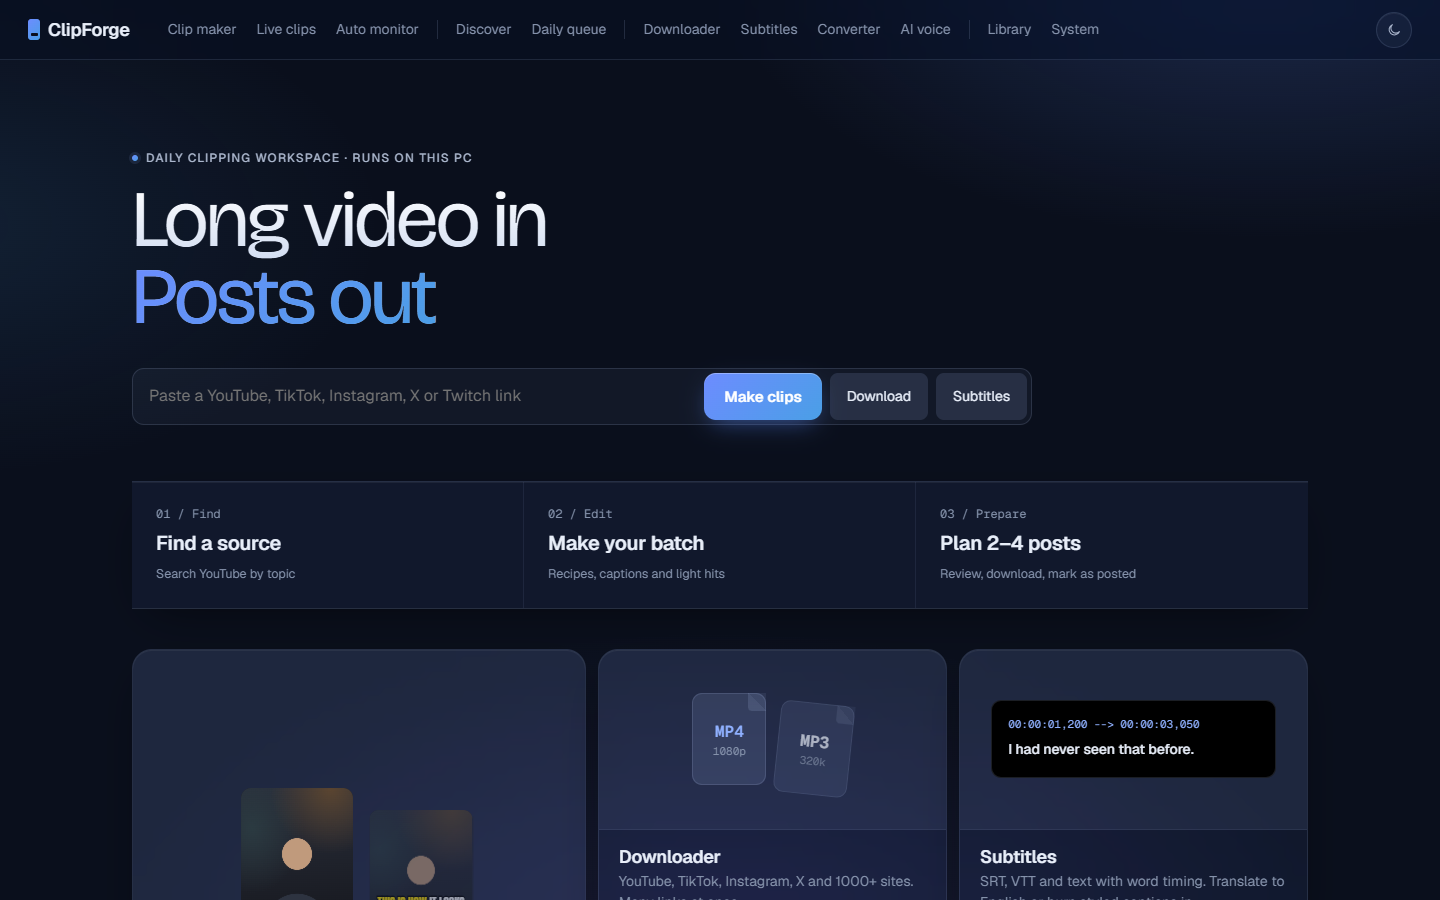 ClipForge
Clip maker
Live clips
Auto monitor
Discover
Daily queue
Downloader
Subtitles
Converter
AI voice
Library
System
DAILY CLIPPING WORKSPACE · RUNS ON THIS PC
Long video in
Posts out
Paste a YouTube, TikTok, Instagram, X or Twitch link
Make clips
Download
Subtitles
01 / Find
Find a source
Search YouTube by topic
02 / Edit
Make your batch
Recipes, captions and light hits
03 / Prepare
Plan 2–4 posts
Review, download, mark as posted
MP4
1080p
MP3
320k
00:00:01,200 --> 00:00:03,050
I had never seen that before.
Downloader
YouTube, TikTok, Instagram, X and 1000+ sites.
Subtitles
SRT, VTT and text with word timing. Translate to